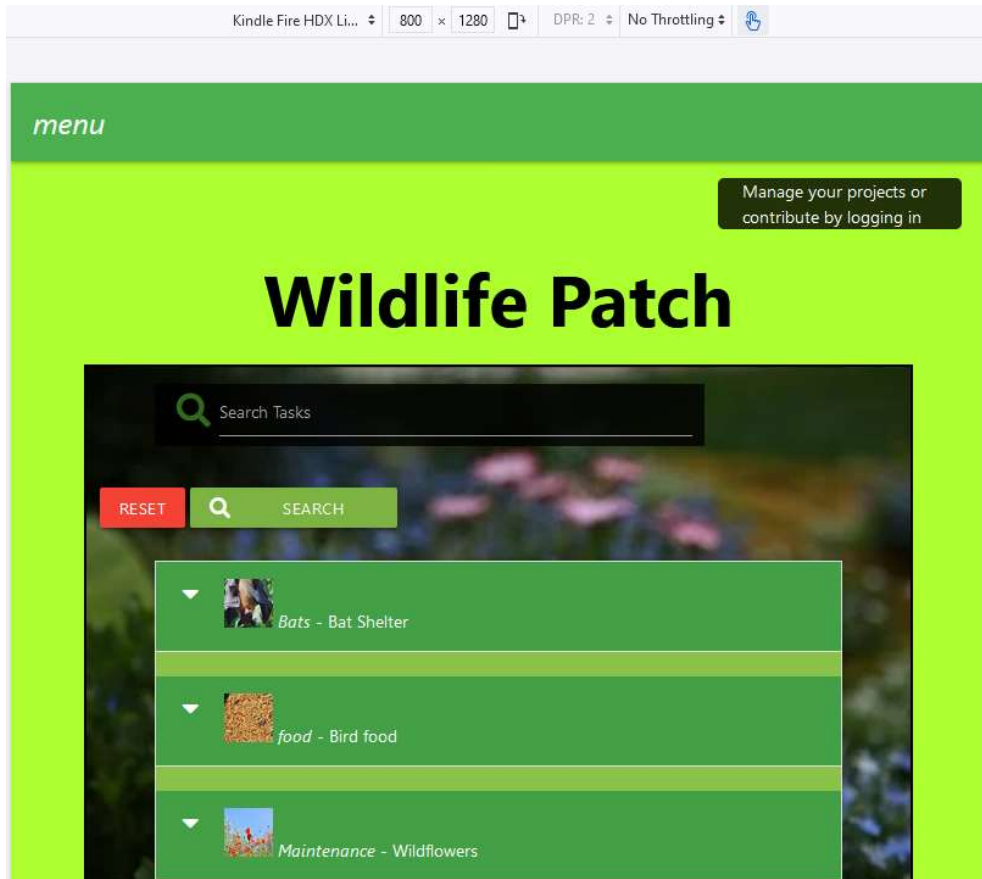 Kindle Fire HDX Li... 800 × 1280 DPR: 2 No Throttling
menu
Manage your projects or
contribute by logging in
Wildlife Patch
Search Tasks
RESET SEARCH
Bats - Bat Shelter
food - Bird food
Maintenance - Wildflowers